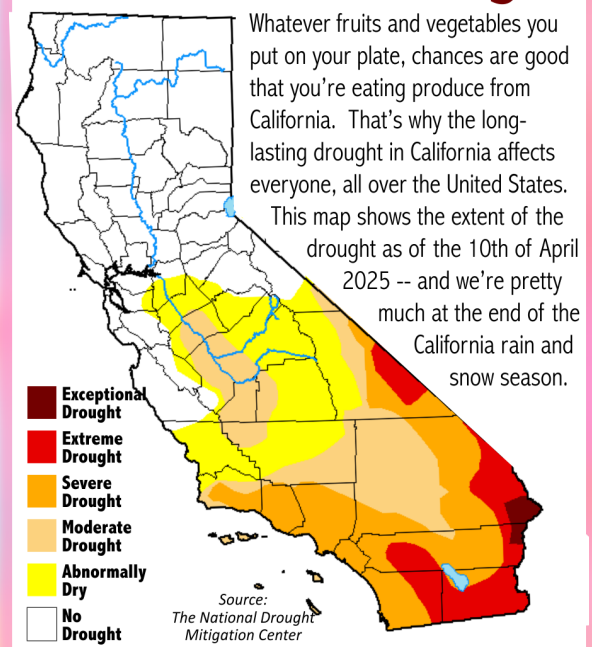 Whatever fruits and vegetables you
put on your plate, chances are good
that you're eating produce from
California.  That's why the long-
lasting drought in California affects
everyone, all over the United States.
This map shows the extent of the
drought as of the 10th of April
2025 -- and we're pretty
much at the end of the
California rain and
snow season.
Exceptional
Drought
Extreme
Drought
Severe
Drought
Moderate
Drought
Abnormally
Dry
No
Drought
Source:
The National Drought
Mitigation Center